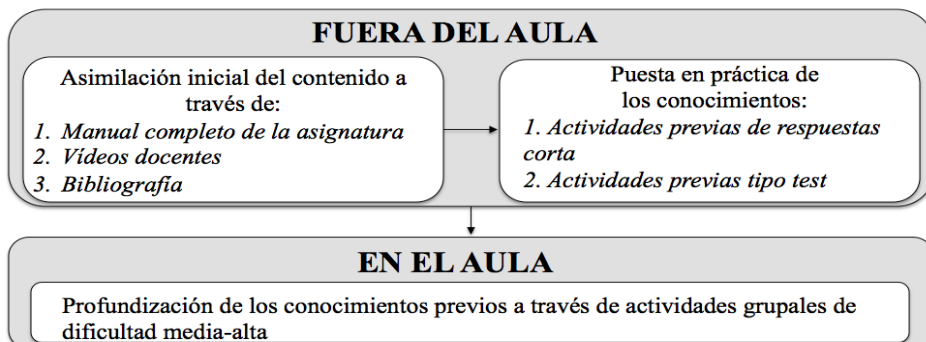 FUERA DEL AULA
Asimilación inicial del contenido a
través de:
1. Manual completo de la asignatura
2. Vídeos docentes
3. Bibliografía
Puesta en práctica de
los conocimientos:
1. Actividades previas de respuestas
corta
2. Actividades previas tipo test
EN EL AULA
Profundización de los conocimientos previos a través de actividades grupales de
dificultad media-alta